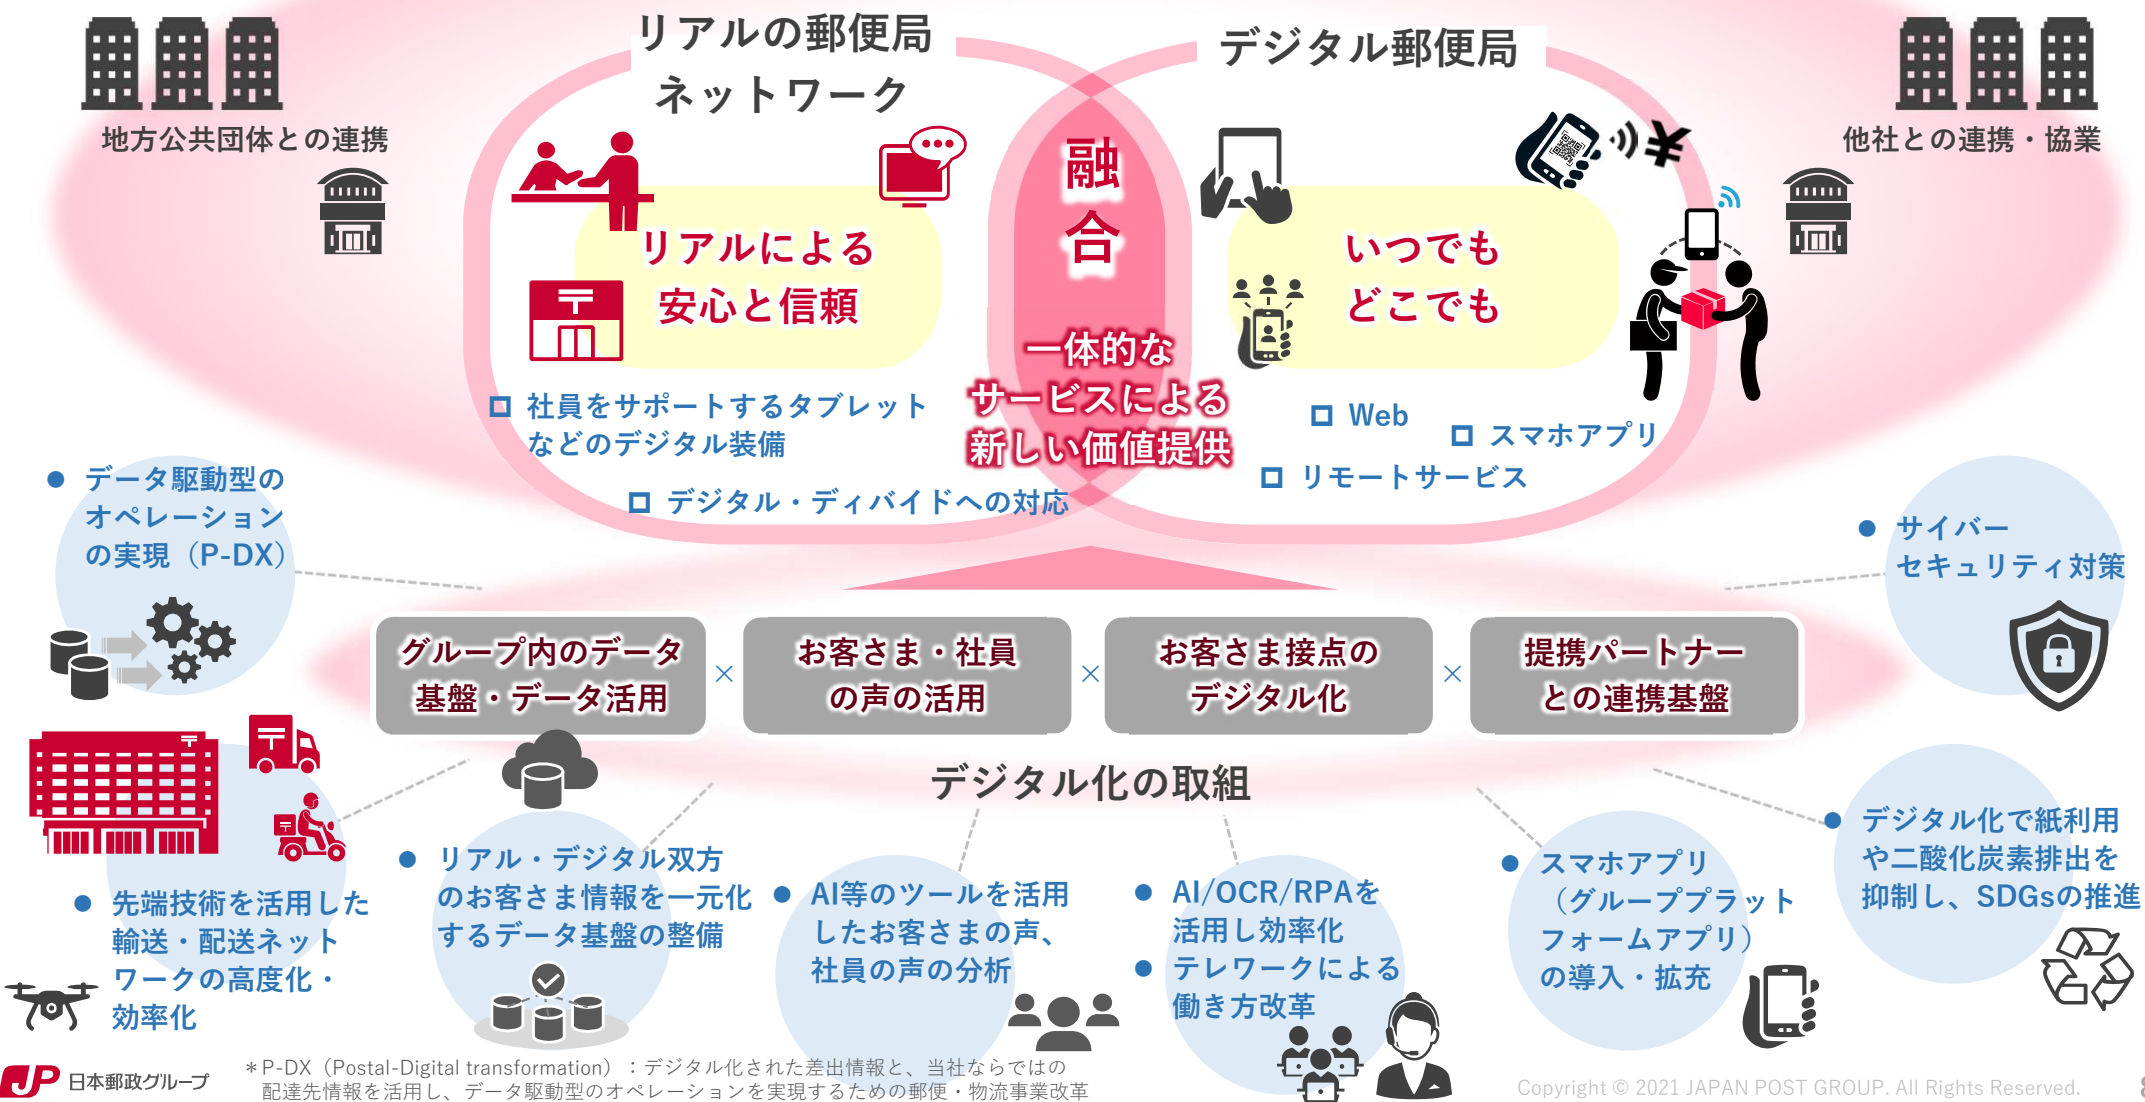 リアルの郵便局
ネットワーク
デジタル郵便局
地方公共団体との連携
他社との連携・協業
融
合
リアルによる
安心と信頼
いつでも
どこでも
一体的な
サービスによる
新しい価値提供
社員をサポートするタブレット
などのデジタル装備
デジタル・ディバイドへの対応
Web
スマホアプリ
リモートサービス
● データ駆動型の
オペレーション
の実現（P-DX）
● サイバー
セキュリティ対策
グループ内のデータ
基盤・データ活用
×
お客さま・社員
の声の活用
×
お客さま接点の
デジタル化
×
提携パートナー
との連携基盤
デジタル化の取組
● 先端技術を活用した
輸送・配送ネット
ワークの高度化・
効率化
● リアル・デジタル双方
のお客さま情報を一元化
するデータ基盤の整備
● AI等のツールを活用
したお客さまの声、
社員の声の分析
● AI/OCR/RPAを
活用し効率化
● テレワークによる
働き方改革
● スマホアプリ
（グループプラット
フォームアプリ）
の導入・拡充
● デジタル化で紙利用
や二酸化炭素排出を
抑制し、SDGsの推進
JP 日本郵政グループ
＊P-DX（Postal-Digital transformation）：デジタル化された差出情報と、当社ならではの
配達先情報を活用し、データ駆動型のオペレーションを実現するための郵便・物流事業改革
Copyright © 2021 JAPAN POST GROUP. All Rights Reserved.